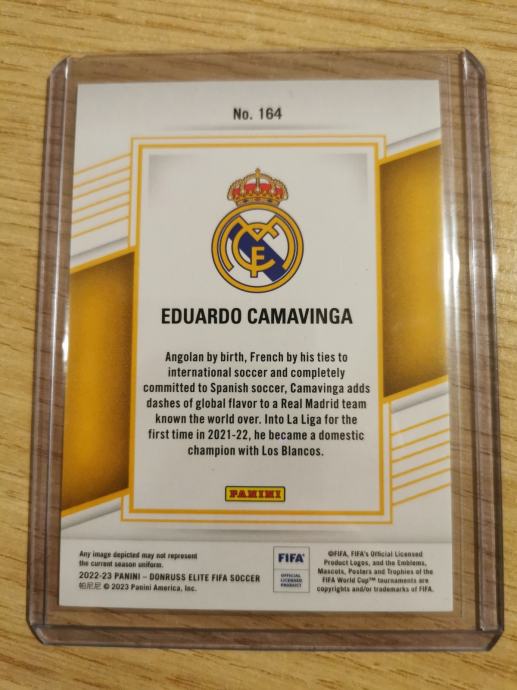 No. 164
EDUARDO CAMAVINGA
Angolan by birth, French by his ties to
international soccer and completely
committed to Spanish soccer, Camavinga adds
dashes of global flavor to a Real Madrid team
known the world over. Into La Liga for the
first time in 2021-22, he became a domestic
champion with Los Blancos.
PANINI
Any image depicted may not represent
the current season uniform.
2022-23 PANINI – DONRUSS ELITE FIFA SOCCER
帕尼尼 © 2023 Panini America, Inc.
FIFA®
OFFICIAL
LICENSED
PRODUCT
©FIFA, FIFA's Official Licensed
Product Logos, and the Emblems,
Mascots, Posters and Trophies of the
FIFA World Cup™ tournaments are
copyrights and/or trademarks of FIFA.